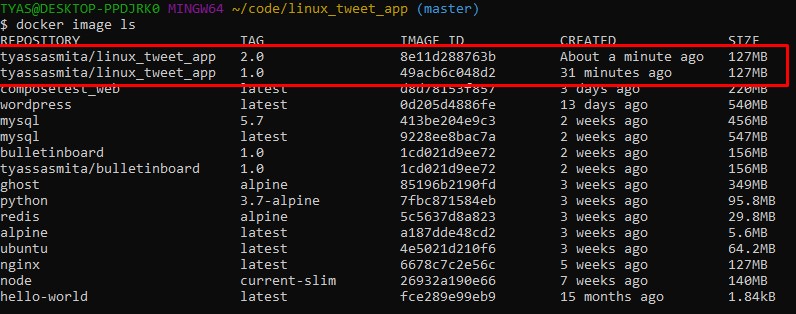 TYAS@DESKTOP-PPDJRK0 MINGW64 ~/code/linux_tweet_app (master)
$ docker image ls
REPOSITORY TAG IMAGE ID CREATED SIZE
tyassasmita/linux_tweet_app 2.0 8e11d288763b About a minute ago 127MB
tyassasmita/linux_tweet_app 1.0 49acb6c048d2 31 minutes ago 127MB
composetest_web latest d8d78153f857 3 days ago 220MB
wordpress latest 0d205d4886fe 13 days ago 540MB
mysql 5.7 413be204e9c3 2 weeks ago 456MB
mysql latest 9228ee8bac7a 2 weeks ago 547MB
bulletinboard 1.0 1cd021d9ee72 2 weeks ago 156MB
tyassasmita/bulletinboard 1.0 1cd021d9ee72 2 weeks ago 156MB
ghost alpine 85196b2190fd 3 weeks ago 349MB
python 3.7-alpine 7fbc871584eb 3 weeks ago 95.8MB
redis alpine 5c5637d8a823 3 weeks ago 29.8MB
alpine latest a187dde48cd2 3 weeks ago 5.6MB
ubuntu latest 4e5021d210f6 3 weeks ago 64.2MB
nginx latest 6678c7c2e56c 5 weeks ago 127MB
node current-slim 26932a190e66 7 weeks ago 140MB
hello-world latest fce289e99eb9 15 months ago 1.84kB